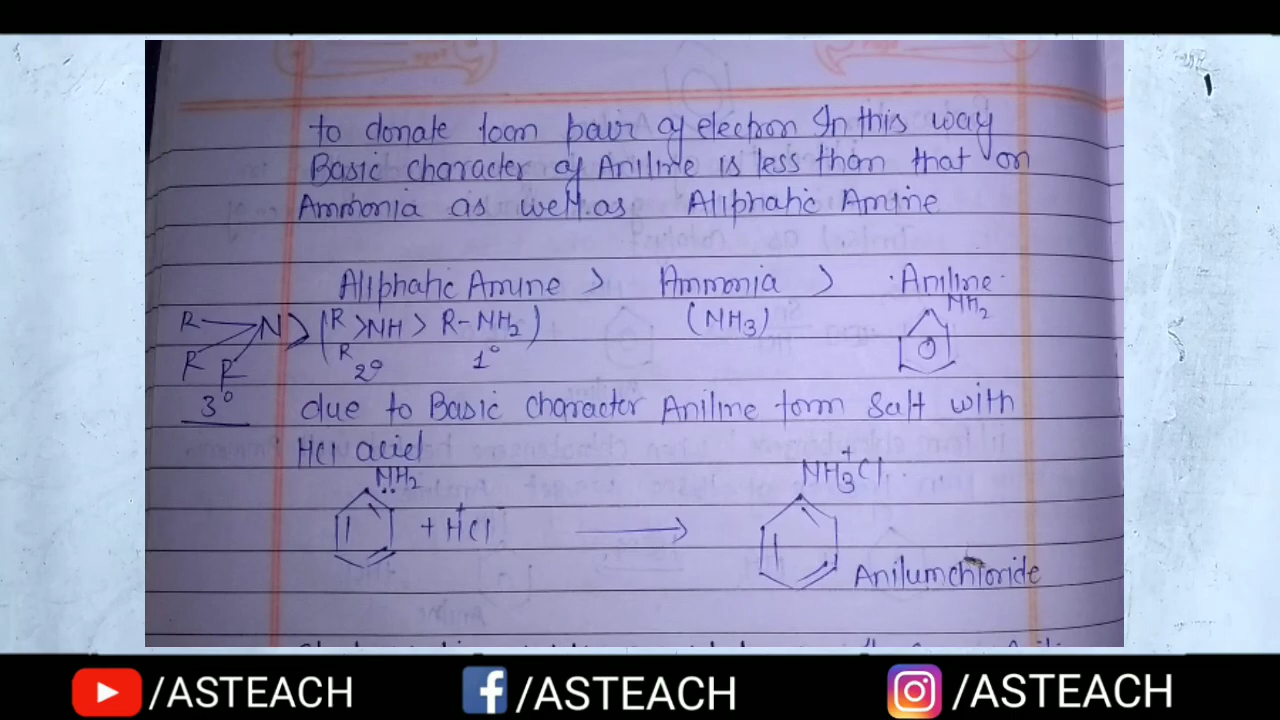 to donate loan pair of electron In this way
Basic character of Aniline is less than that on
Ammonia as well as Aliphatic Amine
Aliphatic Amine > Ammonia > Aniline
R R R N > (R R >NH > R-NH2) (NH3) NH2
3° 2° 1°
due to Basic character Aniline form Salt with
HCl acid
NH2 + H+Cl- → NH3+Cl-
Anilumchloride
/ASTEACH /ASTEACH /ASTEACH